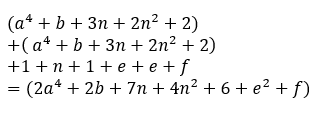 (a⁴ + b + 3n + 2n² + 2)
+( a⁴ + b + 3n + 2n² + 2)
+1 + n + 1 + e + e + f
= (2a⁴ + 2b + 7n + 4n² + 6 + e² + f)